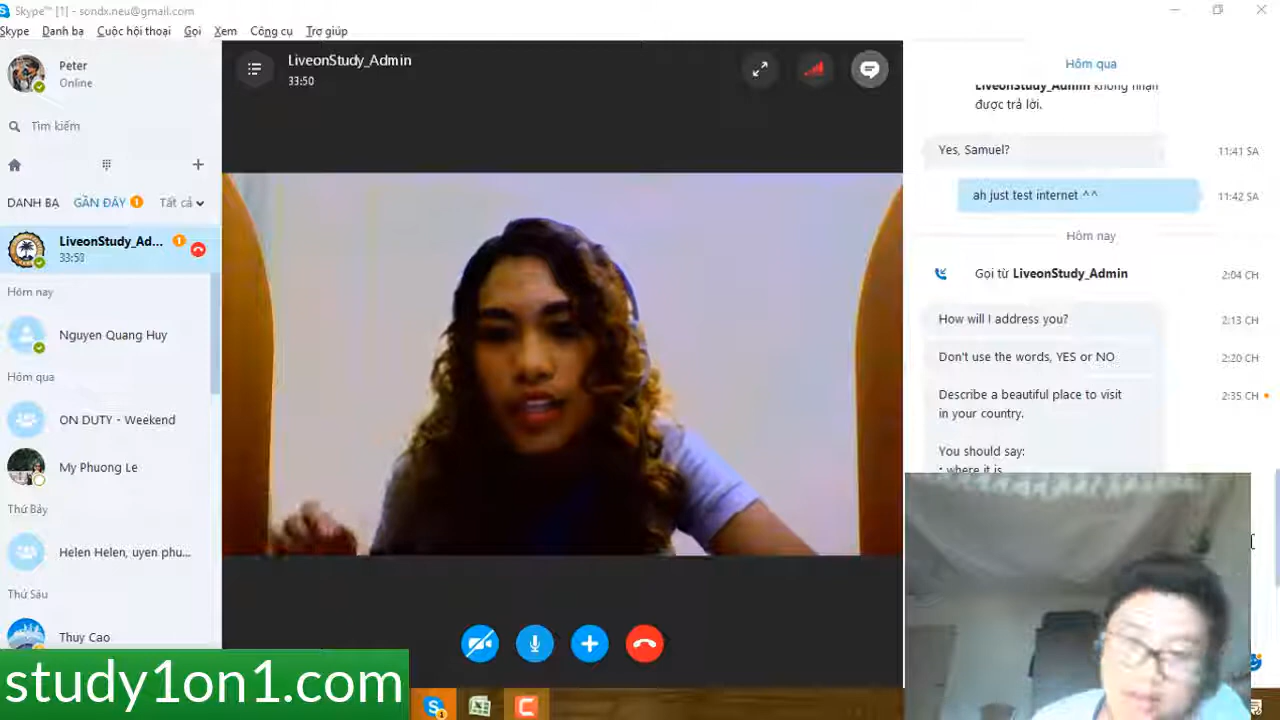 Skype™ [1] - sondx.neu@gmail.com
Skype Danh bạ Cuộc hội thoại Gọi Xem Công cụ Trợ giúp
Peter
Online
Tìm kiếm
DANH BẠ GẦN ĐÂY 1 Tất cả
LiveonStudy_Ad... 1
33:50
Hôm nay
Nguyen Quang Huy
Hôm qua
ON DUTY - Weekend
My Phuong Le
Thứ Bảy
Helen Helen, uyen phu...
Thứ Sáu
Thuy Cao
study1on1.com
LiveonStudy_Admin
33:50
Hôm qua
LiveonStudy_Admin không nhận
được trả lời.
Yes, Samuel? 11:41 SA
ah just test internet ^^ 11:42 SA
Hôm nay
Gọi từ LiveonStudy_Admin 2:04 CH
How will I address you? 2:13 CH
Don't use the words, YES or NO 2:20 CH
Describe a beautiful place to visit 2:35 CH
in your country.
You should say:
• where it is